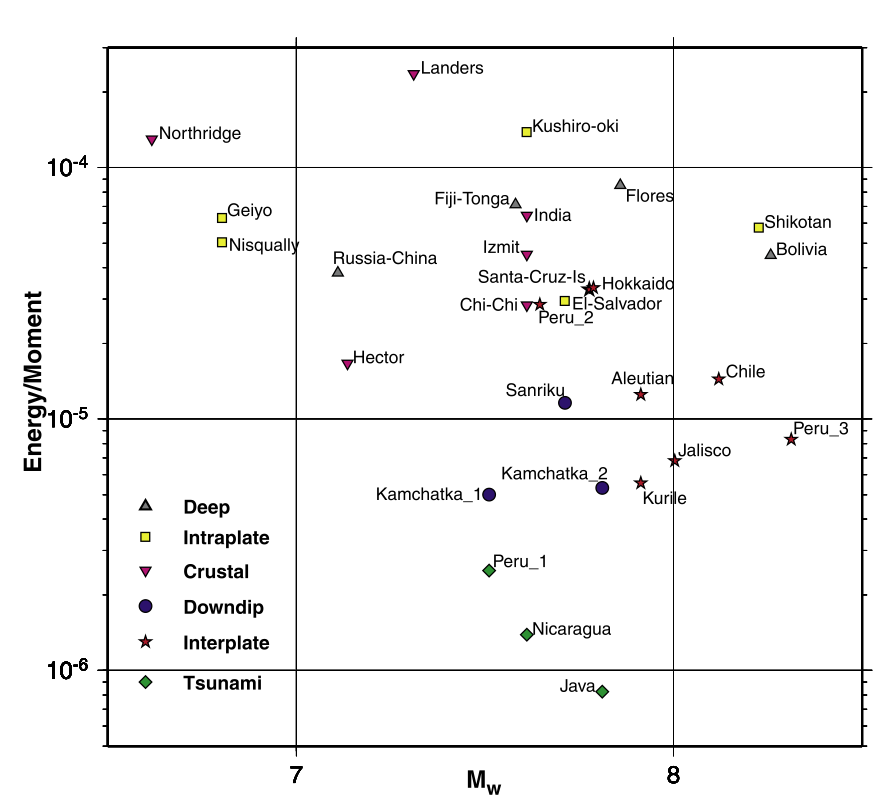 Landers
Kushiro-oki
Northridge
10-4
Flores
Fiji-Tonga
India
Geiyo
Shikotan
Nisqually
Izmit
Bolivia
Russia-China
Santa-Cruz-Is
Hokkaido
Chi-Chi
El-Salvador
Peru_2
Hector
Chile
Aleutian
Sanriku
10-5
Peru_3
Jalisco
Kamchatka_2
Kamchatka_1
Kurile
Peru_1
Nicaragua
Java
10-6
Energy/Moment
Deep
Intraplate
Crustal
Downdip
Interplate
Tsunami
7
8
Mw